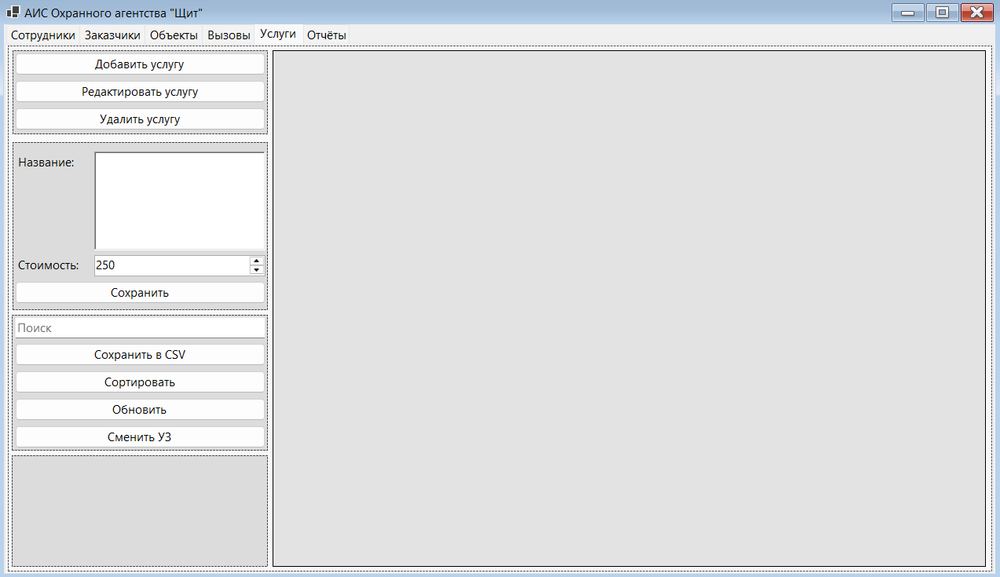 АИС Охранного агентства "Щит"
Сотрудники Заказчики Объекты Вызовы Услуги Отчёты
Добавить услугу
Редактировать услугу
Удалить услугу
Название:
Стоимость: 250
Сохранить
Поиск
Сохранить в CSV
Сортировать
Обновить
Сменить УЗ